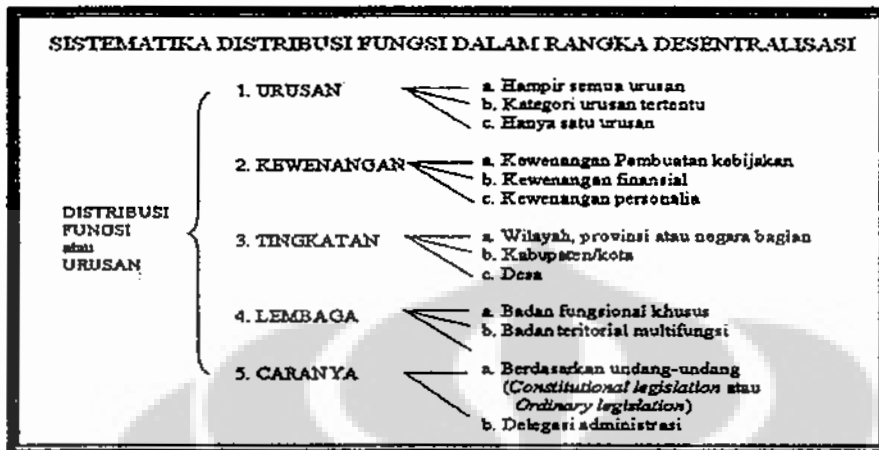 SISTEMATIKA DISTRIBUSI FUNGSI DALAM RANGKA DESENTRALISASI
DISTRIBUSI
FUNGSI
atau
URUSAN
1. URUSAN
a. Hampir semua urusan
b. Kategori urusan tertentu
c. Hanya satu urusan
2. KEWENANGAN
a. Kewenangan Pembuatan kebijakan
b. Kewenangan finansial
c. Kewenangan personalia
3. TINGKATAN
a. Wilayah, provinsi atau negara bagian
b. Kabupaten/kota
c. Desa
4. LEMBAGA
a. Badan fungsional khusus
b. Badan teritorial multifungsi
5. CARANYA
a. Berdasarkan undang-undang
(Constitutional legislation atau
Ordinary legislation)
b. Delegasi administrasi